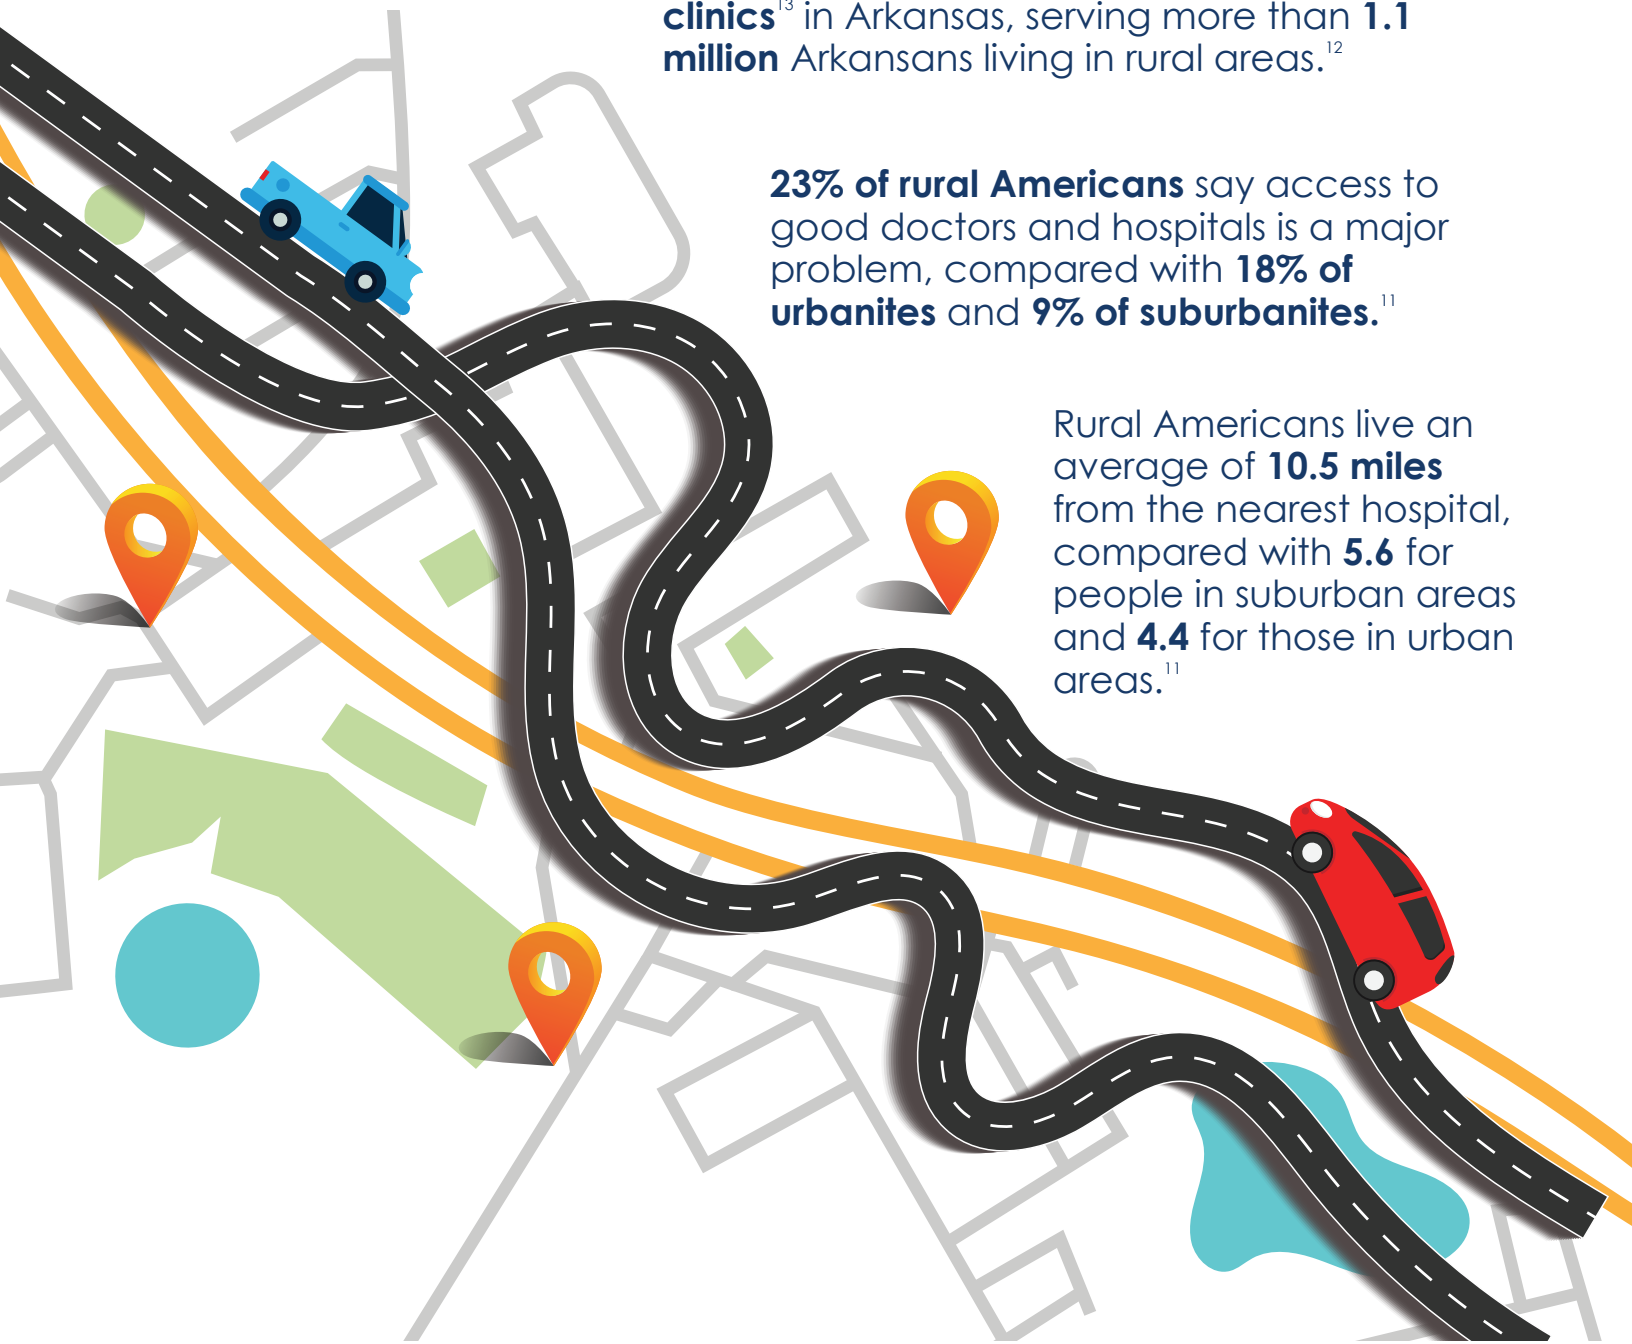 clinics¹³ in Arkansas, serving more than 1.1
million Arkansans living in rural areas.¹²
23% of rural Americans say access to
good doctors and hospitals is a major
problem, compared with 18% of
urbanites and 9% of suburbanites.¹¹
Rural Americans live an
average of 10.5 miles
from the nearest hospital,
compared with 5.6 for
people in suburban areas
and 4.4 for those in urban
areas.¹¹